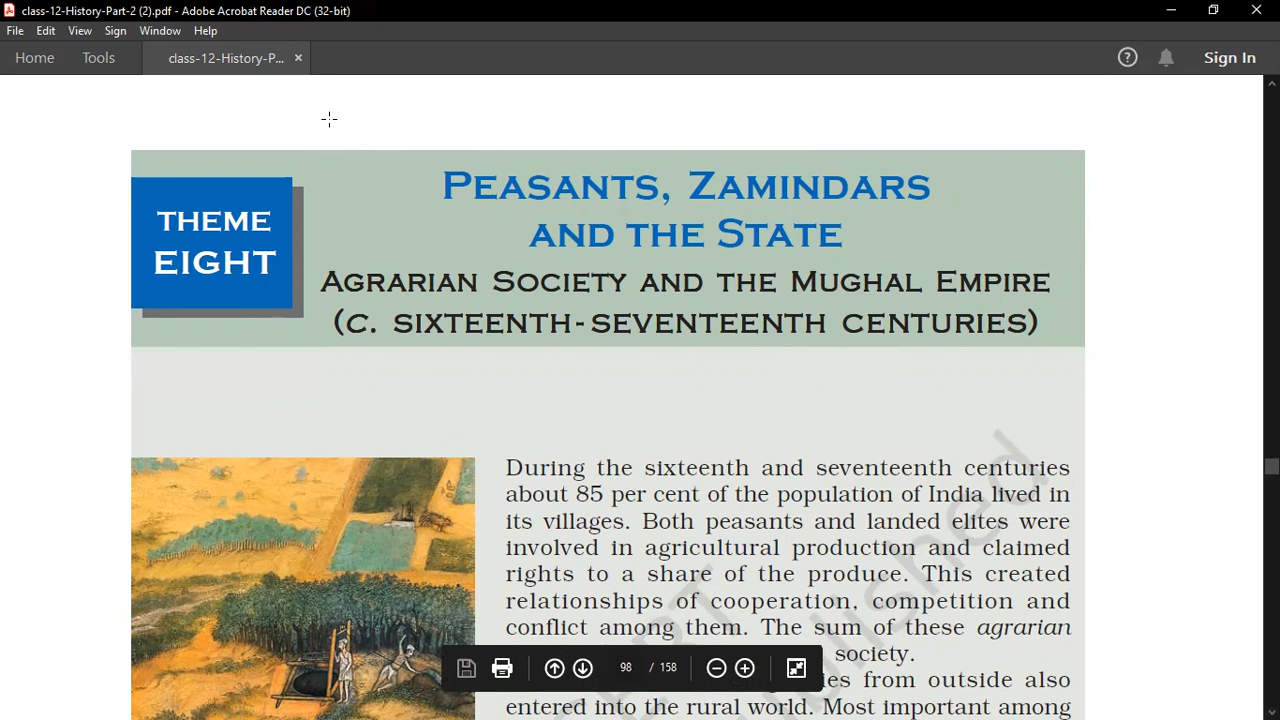 class-12-History-Part-2 (2).pdf - Adobe Acrobat Reader DC (32-bit)
File Edit View Sign Window Help
Home Tools class-12-History-P... × Sign In
THEME
EIGHT
PEASANTS, ZAMINDARS
AND THE STATE
AGRARIAN SOCIETY AND THE MUGHAL EMPIRE
(C. SIXTEENTH-SEVENTEENTH CENTURIES)
During the sixteenth and seventeenth centuries
about 85 per cent of the population of India lived in
its villages. Both peasants and landed elites were
involved in agricultural production and claimed
rights to a share of the produce. This created
relationships of cooperation, competition and
conflict among them. The sum of these agrarian
society.
from outside also
entered into the rural world. Most important among
98 / 158